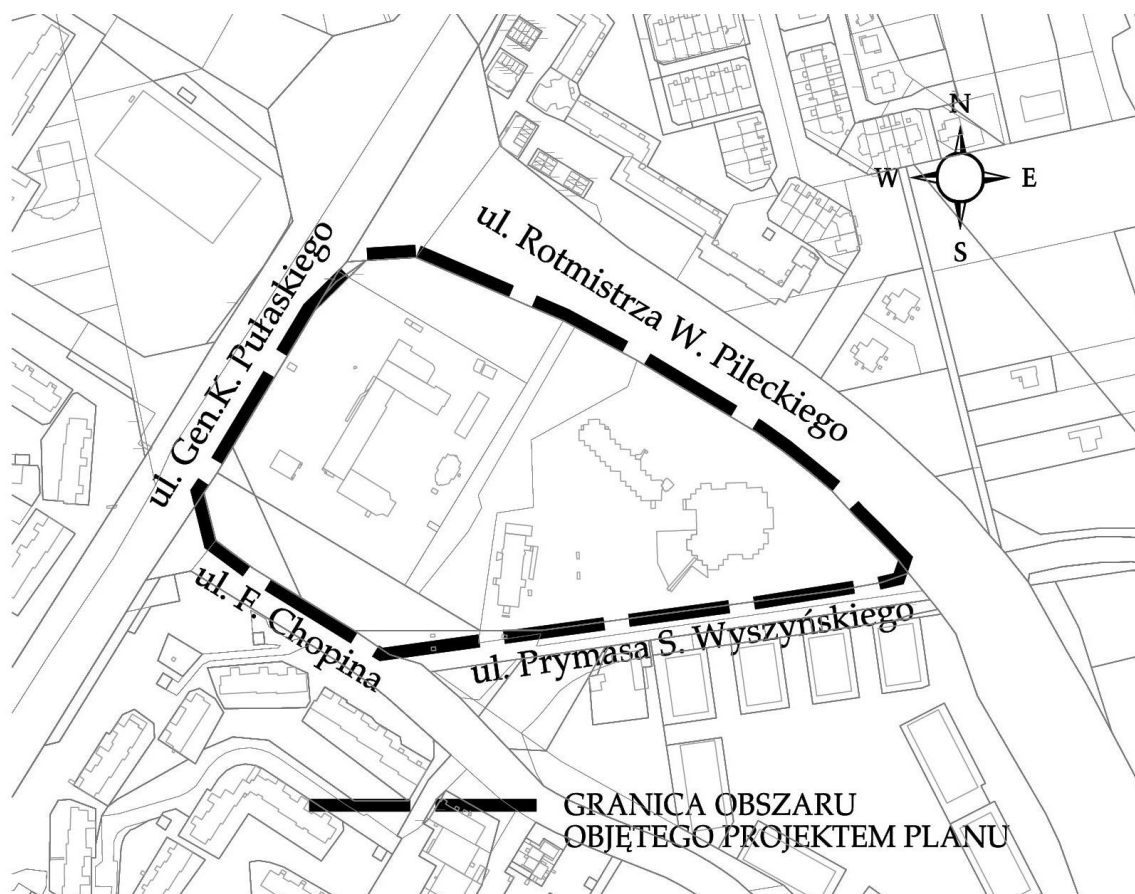 N
W E
S
ul. Rotmistrza W. Pileckiego
ul. Gen.K. Pułaskiego
ul. F. Chopina
ul. Prymasa S. Wyszyńskiego
GRANICA OBSZARU
OBJĘTEGO PROJEKTEM PLANU